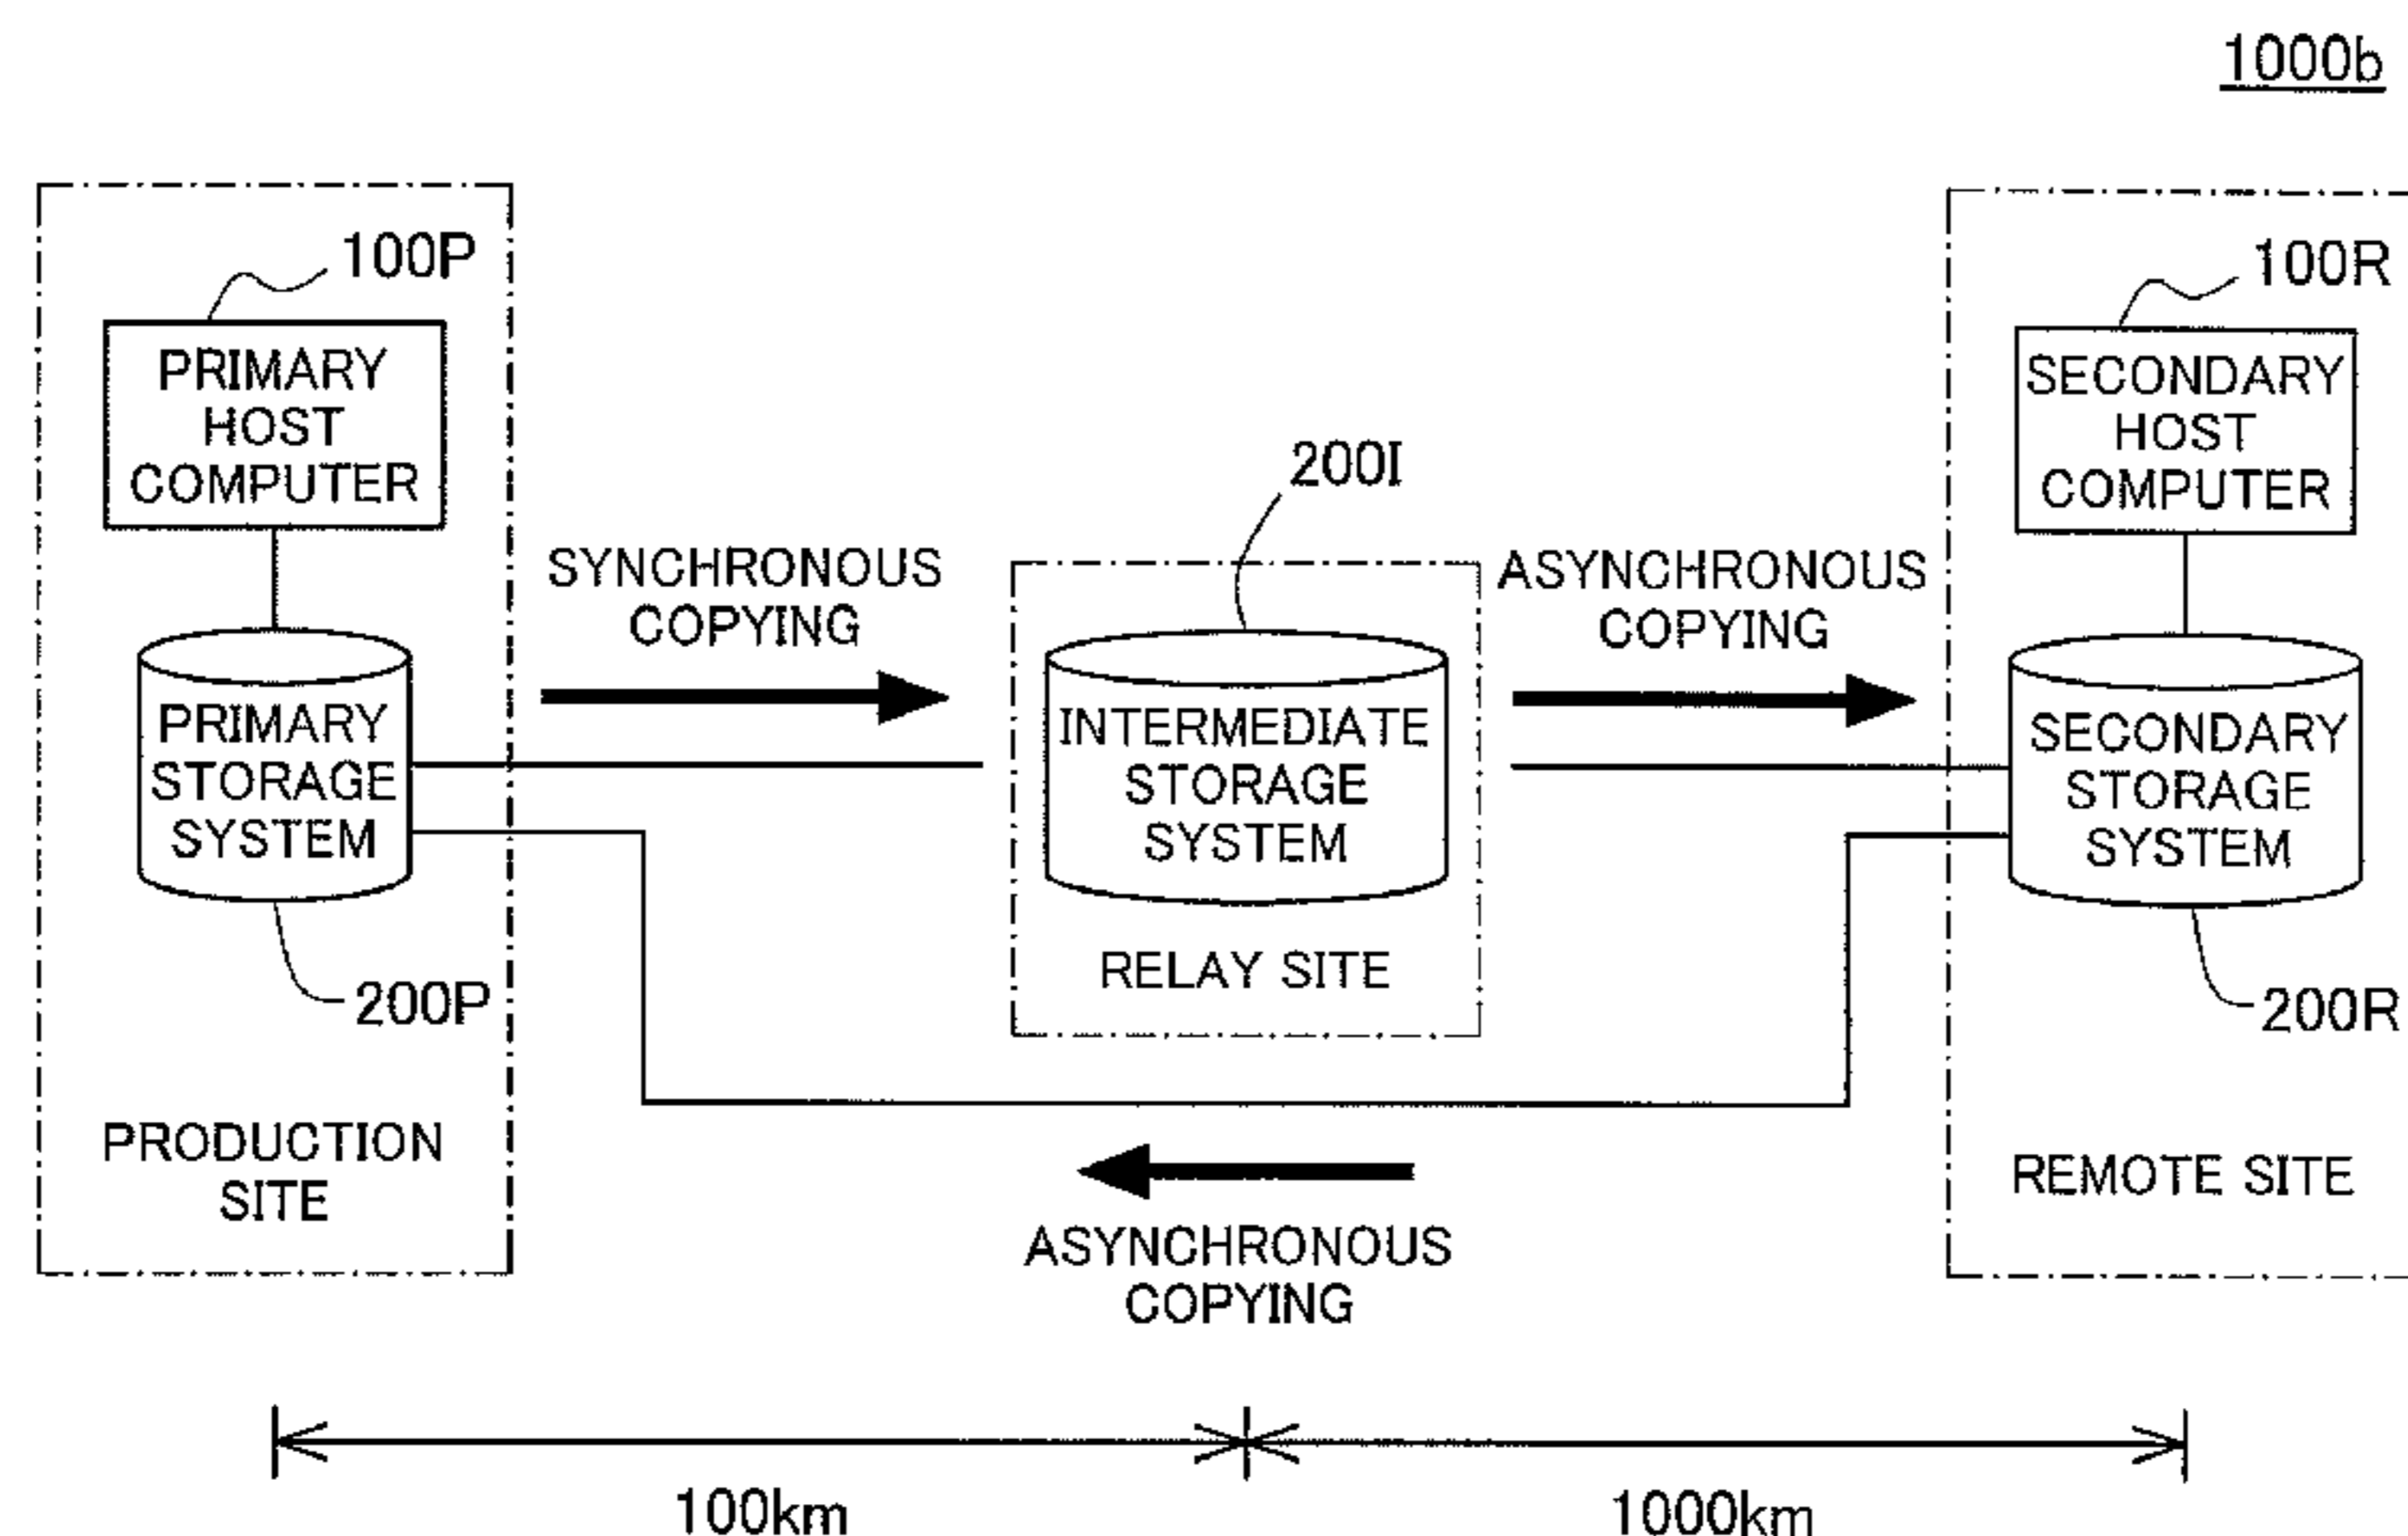 1000b
100P
PRIMARY
HOST
COMPUTER
100R
SECONDARY
HOST
COMPUTER
200I
SYNCHRONOUS
COPYING
ASYNCHRONOUS
COPYING
PRIMARY
STORAGE
SYSTEM
INTERMEDIATE
STORAGE
SYSTEM
SECONDARY
STORAGE
SYSTEM
RELAY SITE
200P
200R
PRODUCTION
SITE
REMOTE SITE
ASYNCHRONOUS
COPYING
100km
1000km